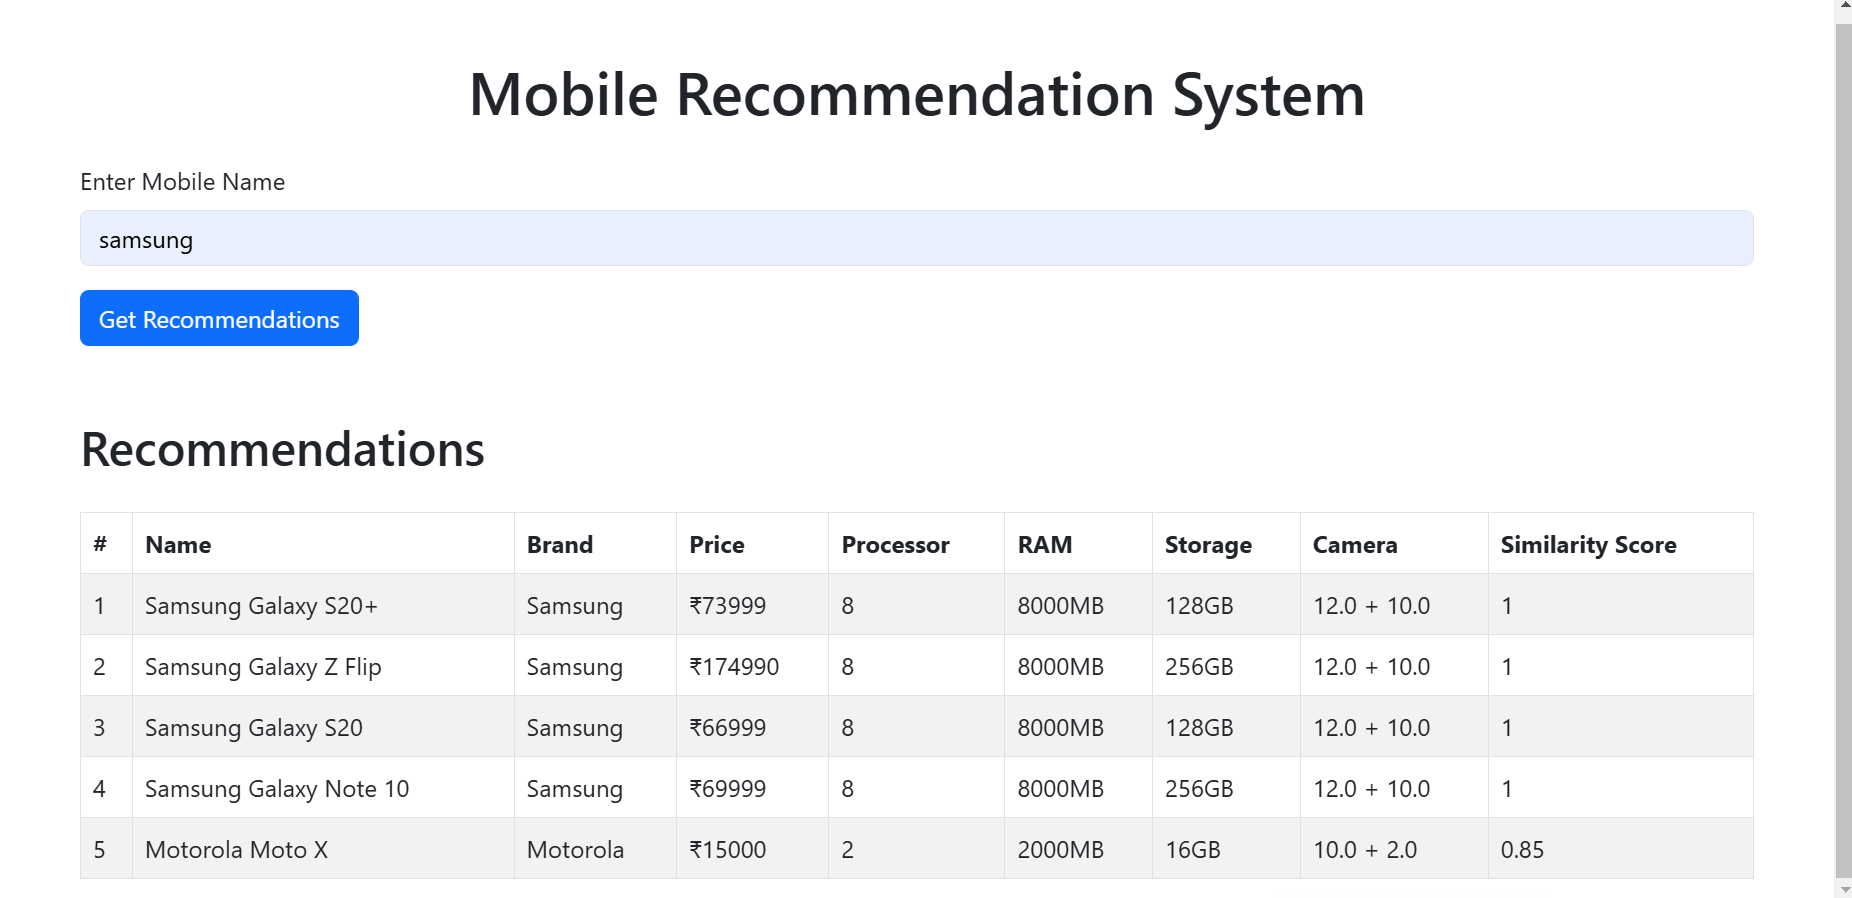 Mobile Recommendation System
Enter Mobile Name
samsung
Get Recommendations
Recommendations
# Name Brand Price Processor RAM Storage Camera Similarity Score
1 Samsung Galaxy S20+ Samsung ₹73999 8 8000MB 128GB 12.0 + 10.0 1
2 Samsung Galaxy Z Flip Samsung ₹174990 8 8000MB 256GB 12.0 + 10.0 1
3 Samsung Galaxy S20 Samsung ₹66999 8 8000MB 128GB 12.0 + 10.0 1
4 Samsung Galaxy Note 10 Samsung ₹69999 8 8000MB 256GB 12.0 + 10.0 1
5 Motorola Moto X Motorola ₹15000 2 2000MB 16GB 10.0 + 2.0 0.85